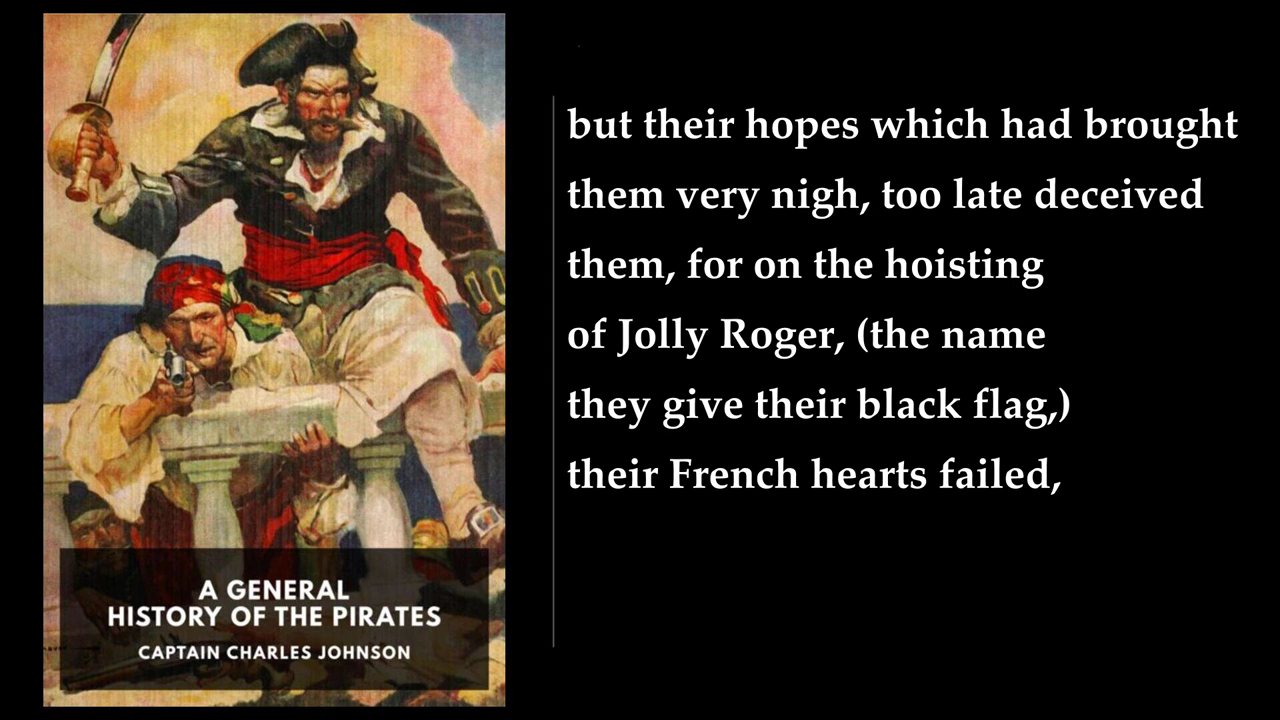 but their hopes which had brought
them very nigh, too late deceived
them, for on the hoisting
of Jolly Roger, (the name
they give their black flag,)
their French hearts failed,
A GENERAL
HISTORY OF THE PIRATES
CAPTAIN CHARLES JOHNSON